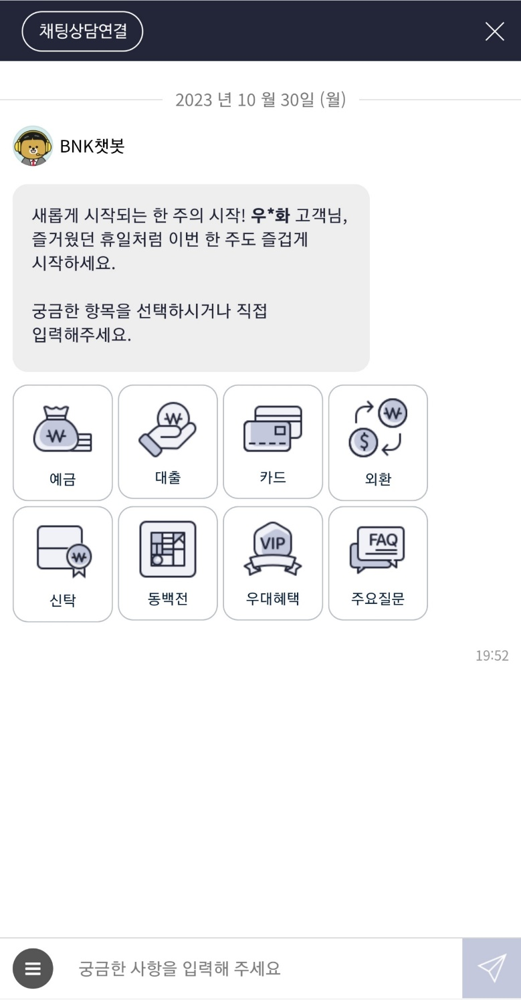 채팅상담연결
2023 년 10 월 30일 (월)
BNK챗봇
새롭게 시작되는 한 주의 시작! 우*화 고객님,
즐거웠던 휴일처럼 이번 한 주도 즐겁게
시작하세요.
궁금한 항목을 선택하시거나 직접
입력해주세요.
₩ ₩ ₩ $
예금 대출 카드 외환
₩ VIP FAQ
신탁 동백전 우대혜택 주요질문
19:52
궁금한 사항을 입력해 주세요